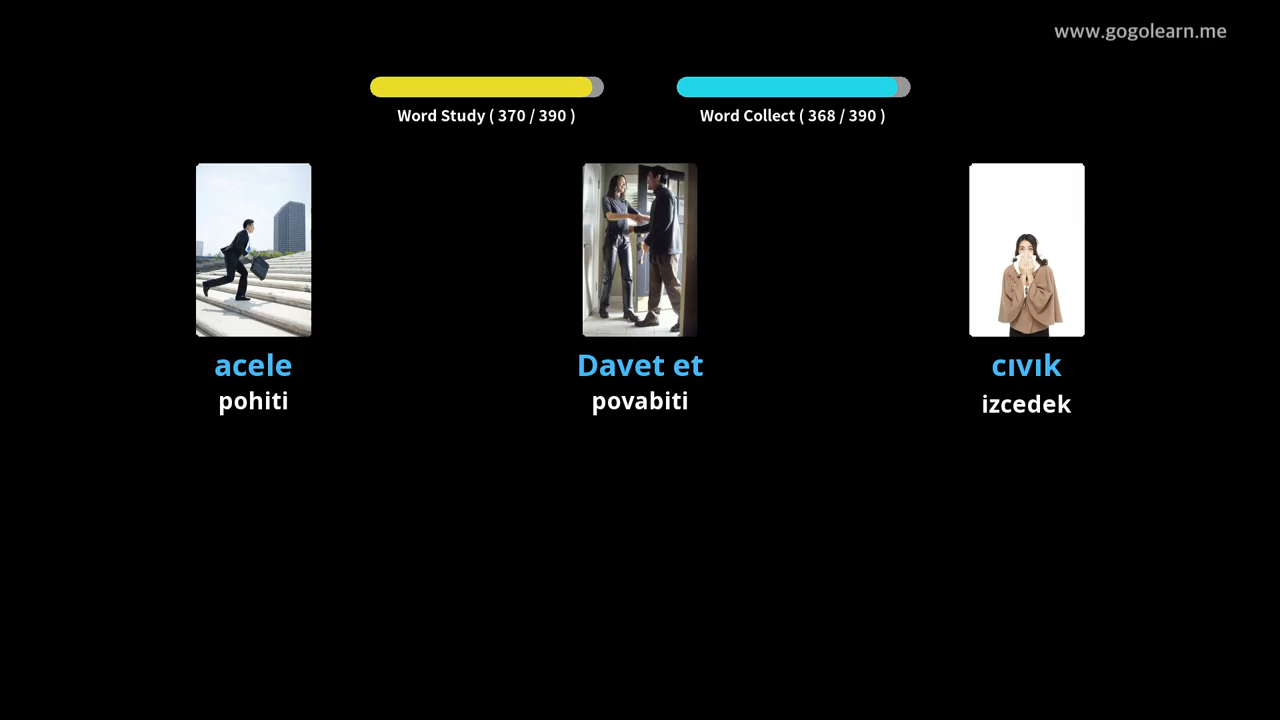 www.gogolearn.me
Word Study ( 370 / 390 )
Word Collect ( 368 / 390 )
acele
Davet et
cıvık
pohiti
povabiti
izcedek